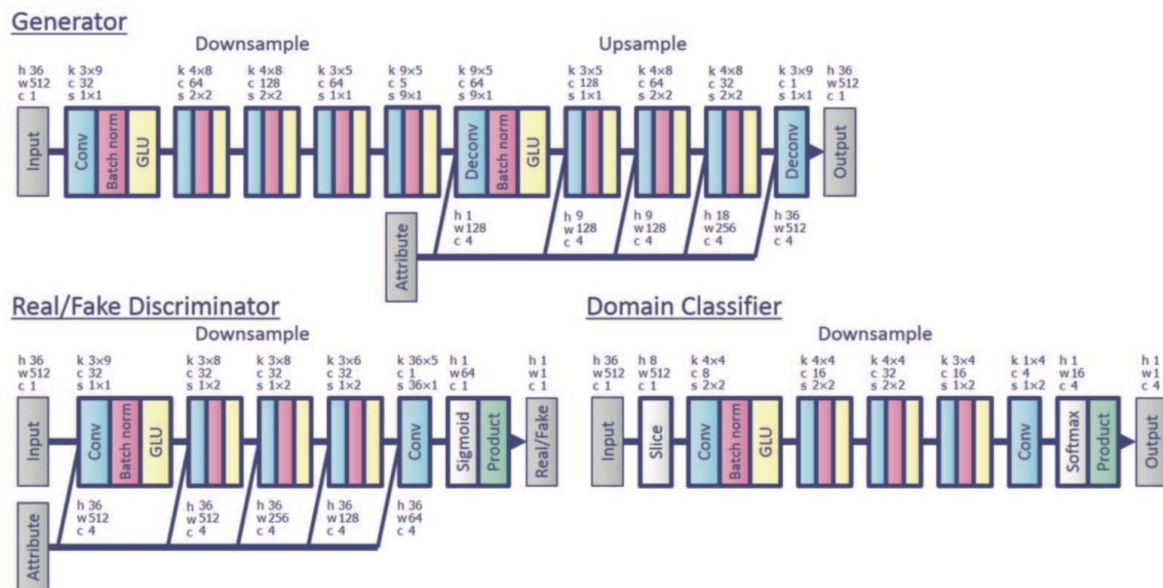 Generator
Downsample Upsample
h 36 k 3×9 k 4×8 k 4×8 k 3×5 k 9×5 k 9×5 k 3×5 k 4×8 k 4×8 k 3×9 h 36
w 512 c 32 c 64 c 128 c 64 c 5 c 64 c 128 c 64 c 32 c 1 w 512
c 1 s 1×1 s 2×2 s 2×2 s 1×1 s 9×1 s 9×1 s 1×1 s 2×2 s 2×2 s 1×1 c 1
Input Conv Batch norm GLU Deconv Batch norm GLU Deconv Output
h 1 h 9 h 9 h 18 h 36
w 128 w 128 w 128 w 256 w 512
c 4 c 4 c 4 c 4 c 4
Attribute
Real/Fake Discriminator
Downsample
h 36 k 3×9 k 3×8 k 3×8 k 3×6 k 36×5 h 1 h 1
w 512 c 32 c 32 c 32 c 32 c 1 w 64 w 1
c 1 s 1×1 s 1×2 s 1×2 s 1×2 s 36×1 c 1 c 1
Input Conv Batch norm GLU Conv Sigmoid Product Real/Fake
h 36 h 36 h 36 h 36 h 36
w 512 w 512 w 256 w 128 w 64
c 4 c 4 c 4 c 4 c 4
Attribute
Domain Classifier
Downsample
h 36 h 8 k 4×4 k 4×4 k 4×4 k 3×4 k 1×4 h 1 h 1
w 512 w 512 c 8 c 16 c 32 c 16 c 4 w 16 w 1
c 1 c 1 s 2×2 s 2×2 s 2×2 s 1×2 s 1×2 c 4 c 4
Input Slice Conv Batch norm GLU Conv Softmax Product Output